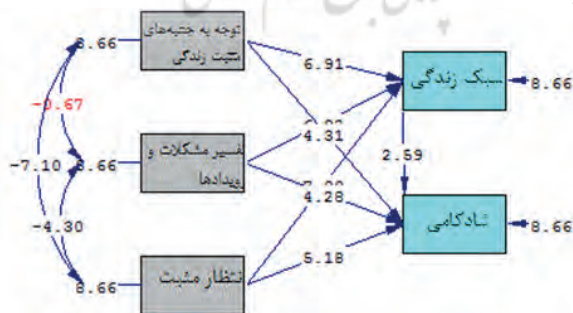 توجه به جنبه‌های
مثبت زندگی
8.66
6.91
سبک زندگی
8.66
-0.67
4.31
تفسیر مشکلات و
رویدادها
8.66
2.59
-7.10
4.28
شادکامی
8.66
-4.30
5.18
انتظار مثبت
8.66